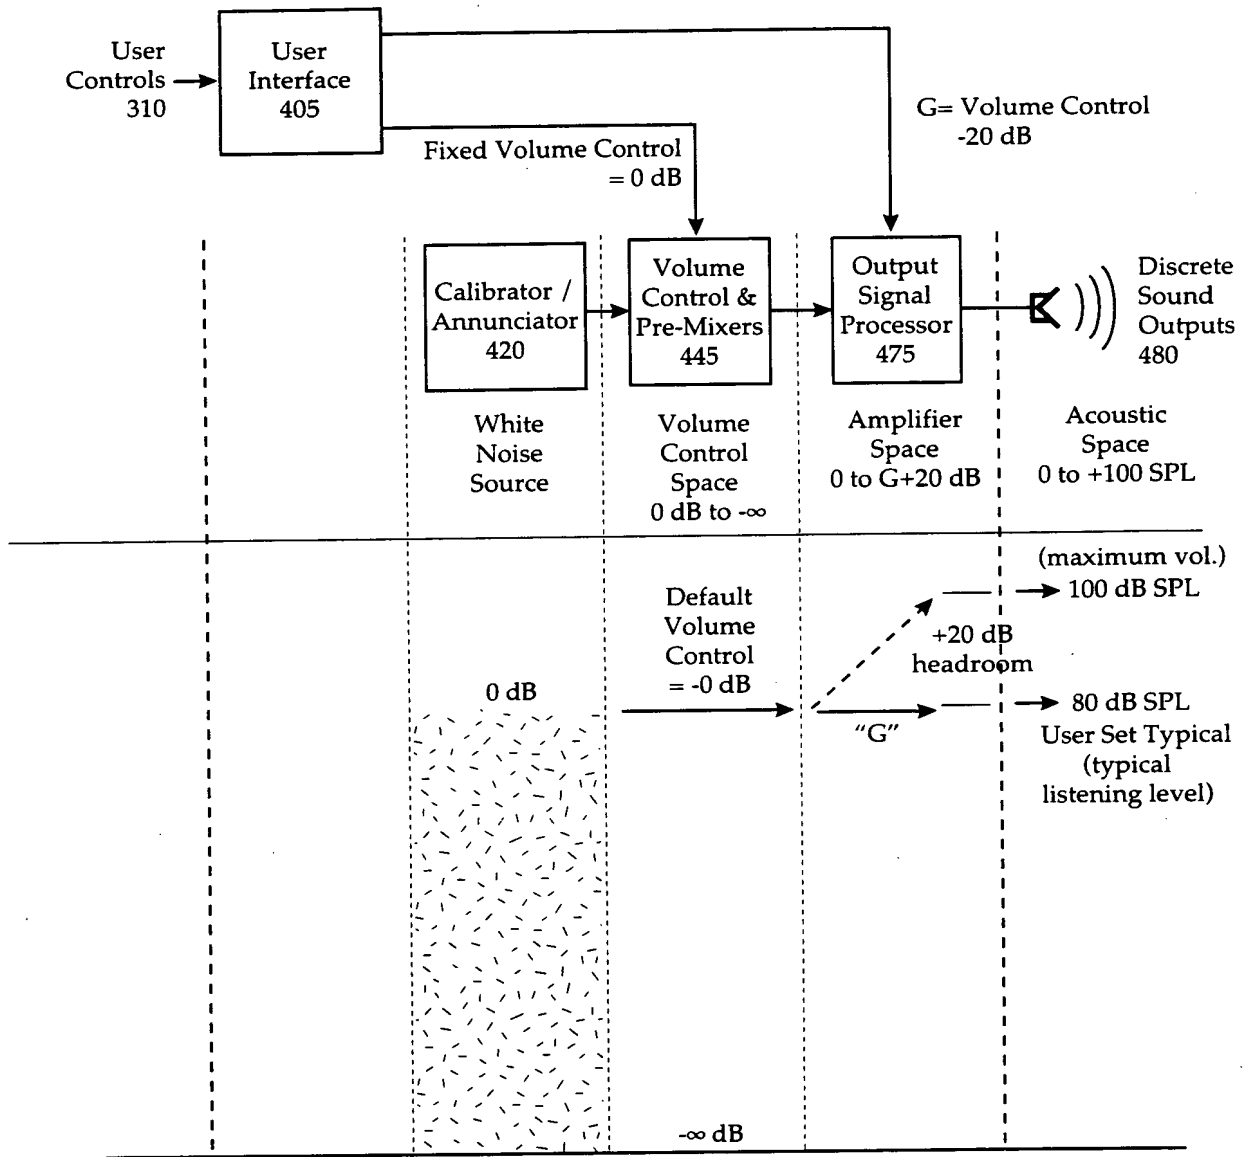 User
Controls
310
User
Interface
405
G= Volume Control
-20 dB
Fixed Volume Control
= 0 dB
Calibrator /
Annunciator
420
Volume
Control &
Pre-Mixers
445
Output
Signal
Processor
475
Discrete
Sound
Outputs
480
White
Noise
Source
Volume
Control
Space
0 dB to -∞
Amplifier
Space
0 to G+20 dB
Acoustic
Space
0 to +100 SPL
(maximum vol.)
100 dB SPL
Default
Volume
Control
= -0 dB
+20 dB
headroom
0 dB
"G"
80 dB SPL
User Set Typical
(typical
listening level)
-∞ dB